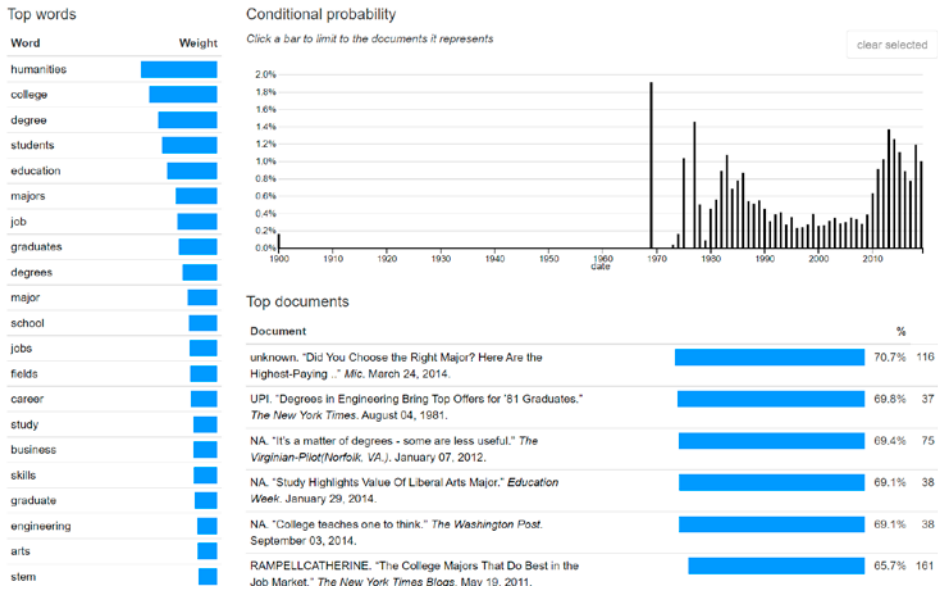 Top words
Word Weight
humanities
college
degree
students
education
majors
job
graduates
degrees
major
school
jobs
fields
career
study
business
skills
graduate
engineering
arts
stem
Conditional probability
Click a bar to limit to the documents it represents
clear selected
2.0%
1.8%
1.6%
1.4%
1.2%
1.0%
0.8%
0.6%
0.4%
0.2%
0.0%
1900 1910 1920 1930 1940 1950 1960 1970 1980 1990 2000 2010
date
Top documents
Document %
unknown. "Did You Choose the Right Major? Here Are the
Highest-Paying .." Mic. March 24, 2014.
70.7% 116
UPI. "Degrees in Engineering Bring Top Offers for '81 Graduates."
The New York Times. August 04, 1981.
69.8% 37
NA. "It's a matter of degrees - some are less useful." The
Virginian-Pilot(Norfolk, VA.). January 07, 2012.
69.4% 75
NA. "Study Highlights Value Of Liberal Arts Major." Education
Week. January 29, 2014.
69.1% 38
NA. "College teaches one to think." The Washington Post.
September 03, 2014.
69.1% 38
RAMPELLCATHERINE. "The College Majors That Do Best in the
Job Market." The New York Times Blogs. May 19, 2011.
65.7% 161